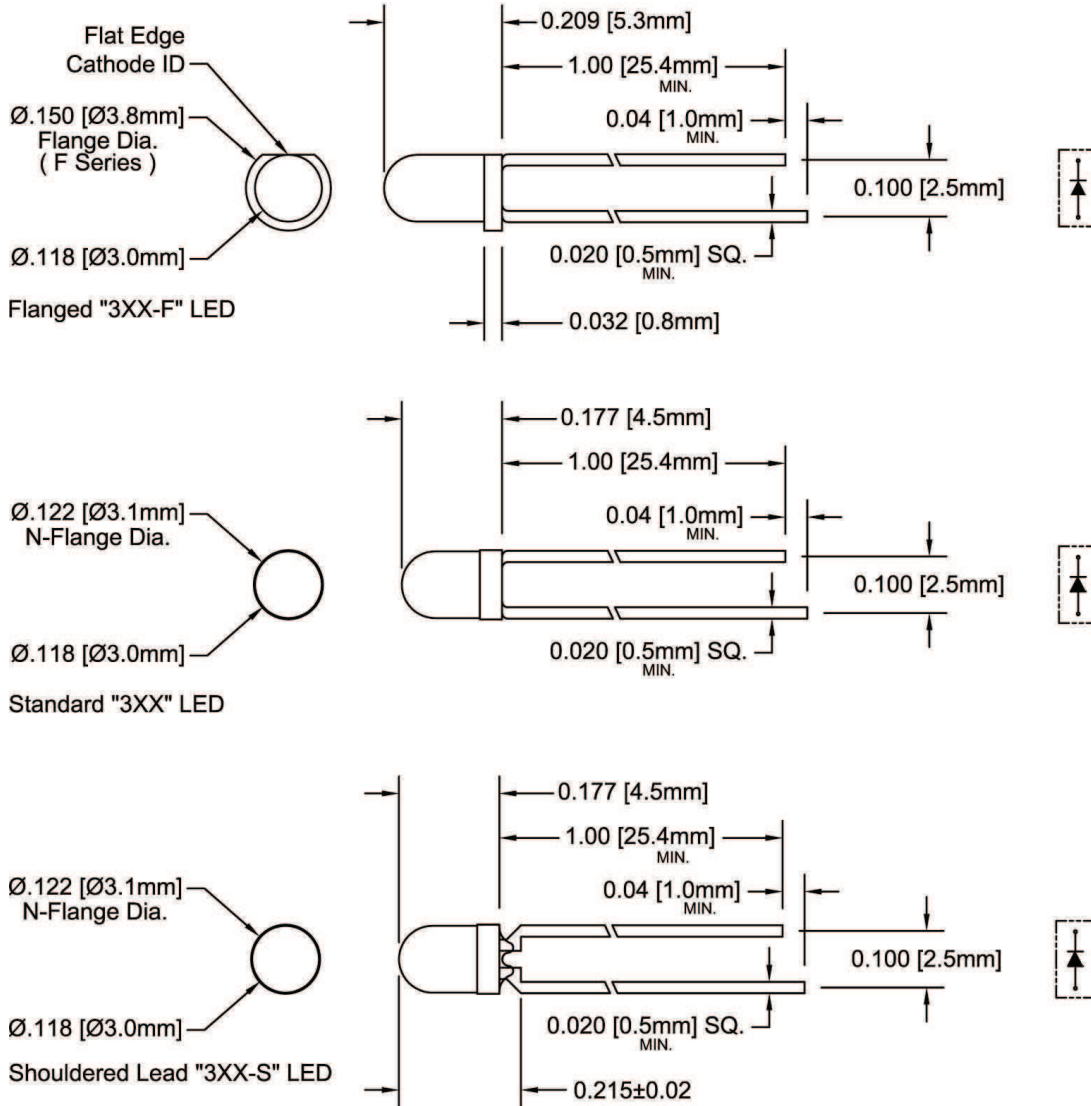 Flat Edge
Cathode ID
Ø.150 [Ø3.8mm]
Flange Dia.
( F Series )
Ø.118 [Ø3.0mm]
Flanged "3XX-F" LED
0.209 [5.3mm]
1.00 [25.4mm]
MIN.
0.04 [1.0mm]
MIN.
0.100 [2.5mm]
0.020 [0.5mm] SQ.
MIN.
0.032 [0.8mm]
Ø.122 [Ø3.1mm]
N-Flange Dia.
Ø.118 [Ø3.0mm]
Standard "3XX" LED
0.177 [4.5mm]
1.00 [25.4mm]
0.04 [1.0mm]
MIN.
0.100 [2.5mm]
0.020 [0.5mm] SQ.
MIN.
Ø.122 [Ø3.1mm]
N-Flange Dia.
Ø.118 [Ø3.0mm]
Shouldered Lead "3XX-S" LED
0.177 [4.5mm]
1.00 [25.4mm]
MIN.
0.04 [1.0mm]
MIN.
0.100 [2.5mm]
0.020 [0.5mm] SQ.
MIN.
0.215±0.02